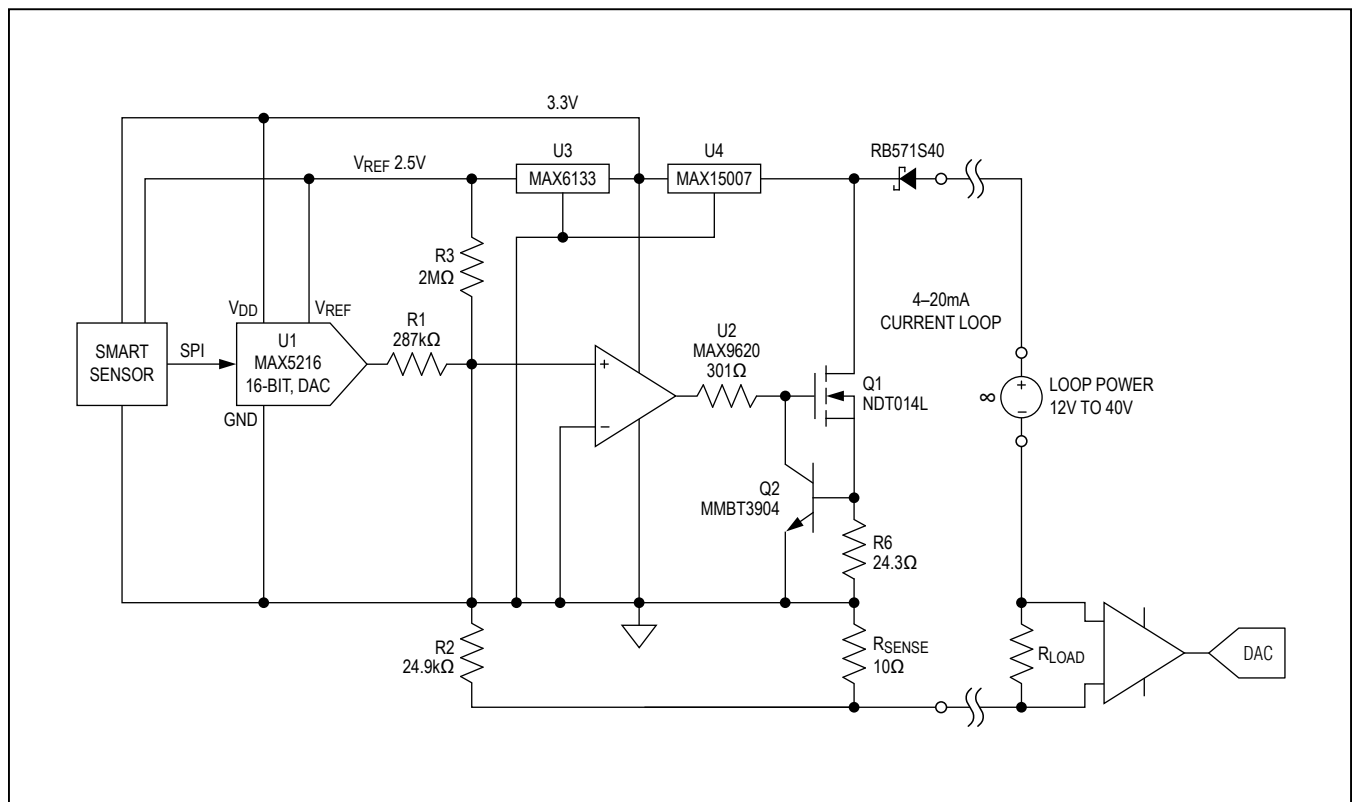 3.3V
VREF 2.5V
U3
MAX6133
U4
MAX15007
RB571S40
R3
2MΩ
4–20mA
CURRENT LOOP
VDD
VREF
SMART
SENSOR
SPI
U1
MAX5216
16-BIT, DAC
GND
R1
287kΩ
+
–
U2
MAX9620
301Ω
Q1
NDT014L
∞
+
–
LOOP POWER
12V TO 40V
Q2
MMBT3904
R6
24.3Ω
R2
24.9kΩ
RSENSE
10Ω
RLOAD
DAC